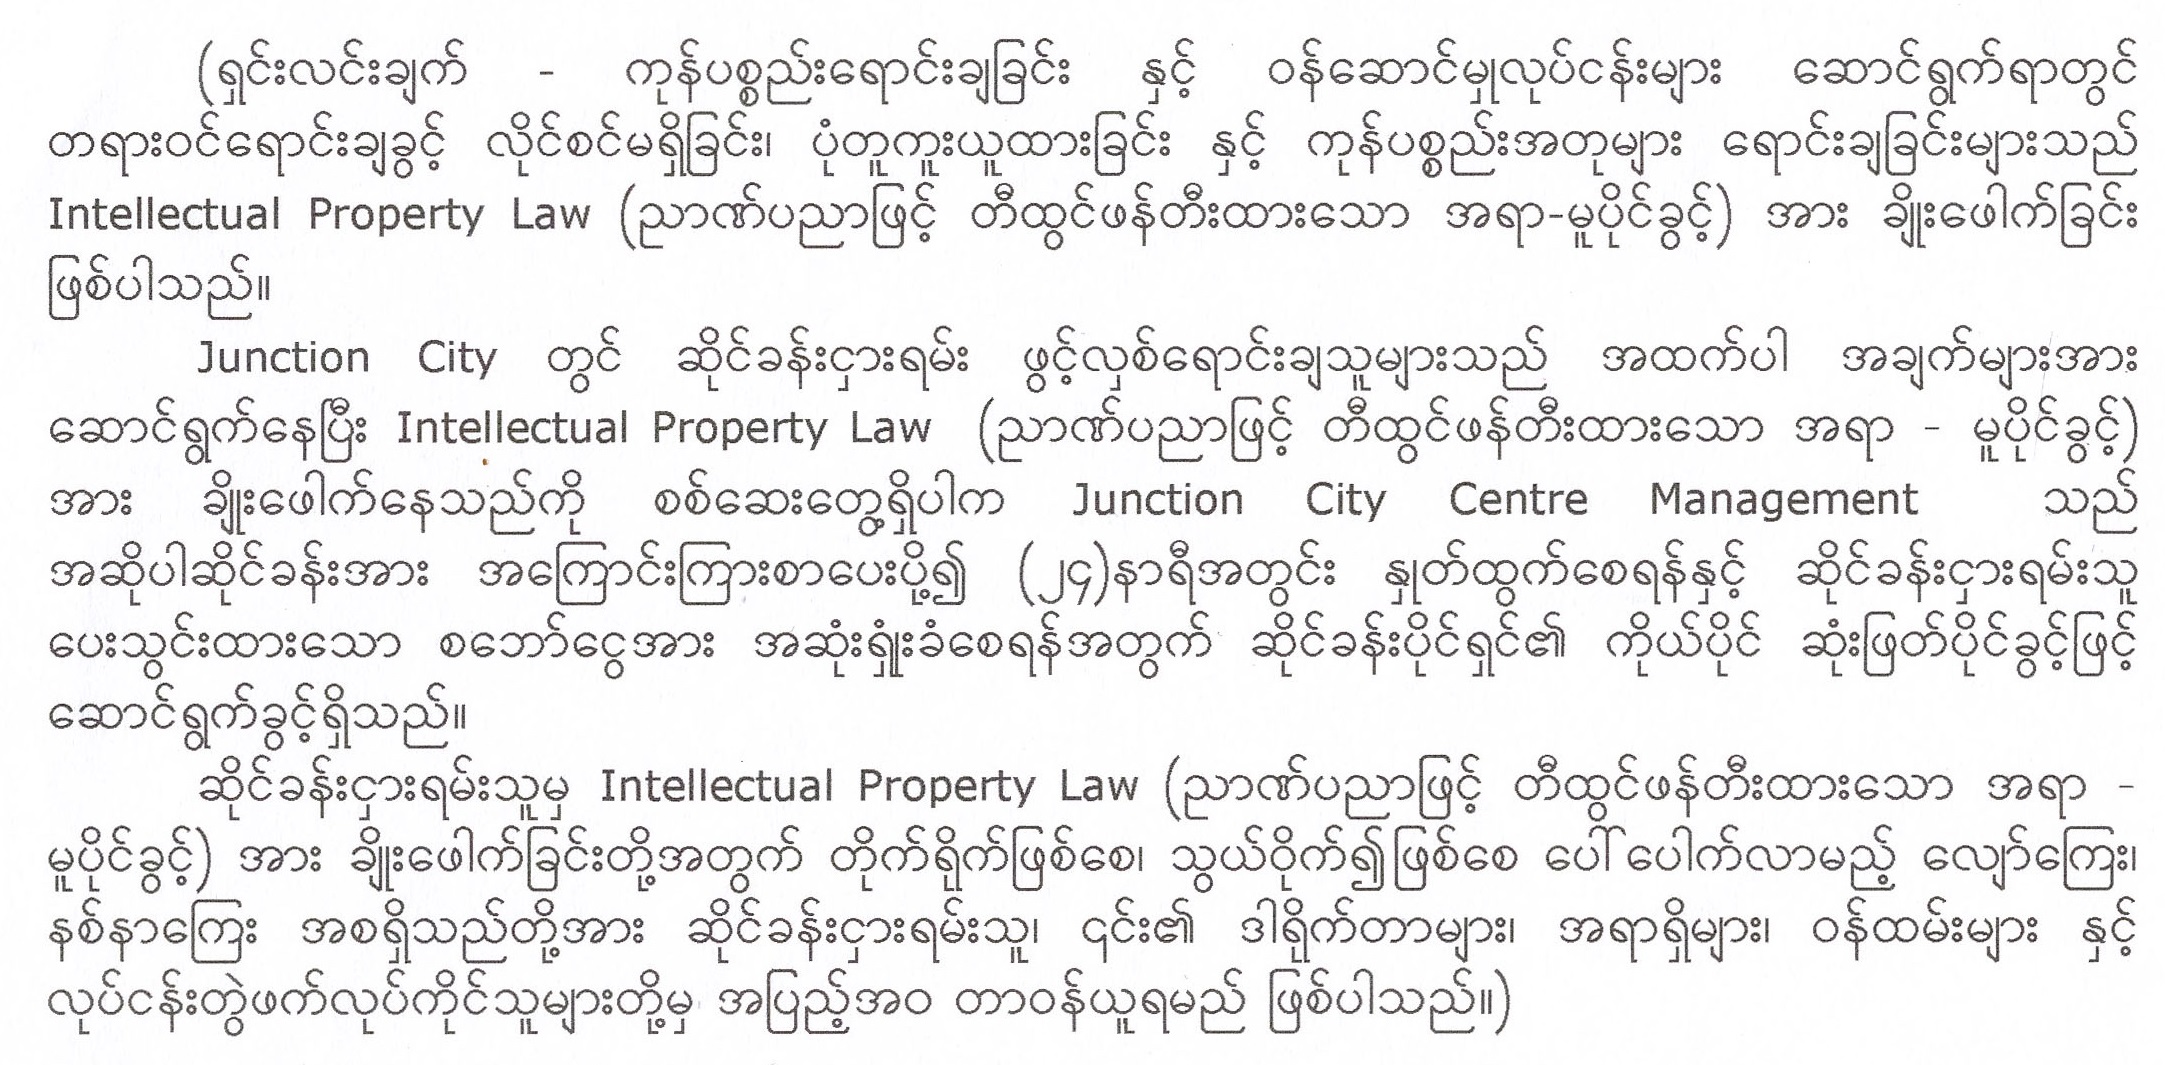 (ရှင်းလင်းချက် - ကုန်ပစ္စည်းရောင်းချခြင်း နှင့် ဝန်ဆောင်မှုလုပ်ငန်းများ ဆောင်ရွက်ရာတွင်
တရားဝင်ရောင်းချခွင့် လိုင်စင်မရှိခြင်း၊ ပုံတူကူးယူထားခြင်း နှင့် ကုန်ပစ္စည်းအတုများ ရောင်းချခြင်းများသည်
Intellectual Property Law (ညာဏ်ပညာဖြင့် တီထွင်ဖန်တီးထားသော အရာ-မူပိုင်ခွင့်) အား ချိုးဖေါက်ခြင်း
ဖြစ်ပါသည်။
Junction City တွင် ဆိုင်ခန်းငှားရမ်း ဖွင့်လှစ်ရောင်းချသူများသည် အထက်ပါ အချက်များအား
ဆောင်ရွက်နေပြီး Intellectual Property Law (ညာဏ်ပညာဖြင့် တီထွင်ဖန်တီးထားသော အရာ - မူပိုင်ခွင့်)
အား ချိုးဖေါက်နေသည်ကို စစ်ဆေးတွေ့ရှိပါက Junction City Centre Management သည်
အဆိုပါဆိုင်ခန်းအား အကြောင်းကြားစာပေးပို့၍ (၂၄)နာရီအတွင်း နှုတ်ထွက်စေရန်နှင့် ဆိုင်ခန်းငှားရမ်းသူ
ပေးသွင်းထားသော စဘော်ငွေအား အဆုံးရှုံးခံစေရန်အတွက် ဆိုင်ခန်းပိုင်ရှင်၏ ကိုယ်ပိုင် ဆုံးဖြတ်ပိုင်ခွင့်ဖြင့်
ဆောင်ရွက်ခွင့်ရှိသည်။
ဆိုင်ခန်းငှားရမ်းသူမှ Intellectual Property Law (ညာဏ်ပညာဖြင့် တီထွင်ဖန်တီးထားသော အရာ -
မူပိုင်ခွင့်) အား ချိုးဖေါက်ခြင်းတို့အတွက် တိုက်ရိုက်ဖြစ်စေ၊ သွယ်ဝိုက်၍ဖြစ်စေ ပေါ်ပေါက်လာမည့် လျော်ကြေး၊
နစ်နာကြေး အစရှိသည်တို့အား ဆိုင်ခန်းငှားရမ်းသူ၊ ၎င်း၏ ဒါရိုက်တာများ၊ အရာရှိများ၊ ဝန်ထမ်းများ နှင့်
လုပ်ငန်းတွဲဖက်လုပ်ကိုင်သူများတို့မှ အပြည့်အဝ တာဝန်ယူရမည် ဖြစ်ပါသည်။)